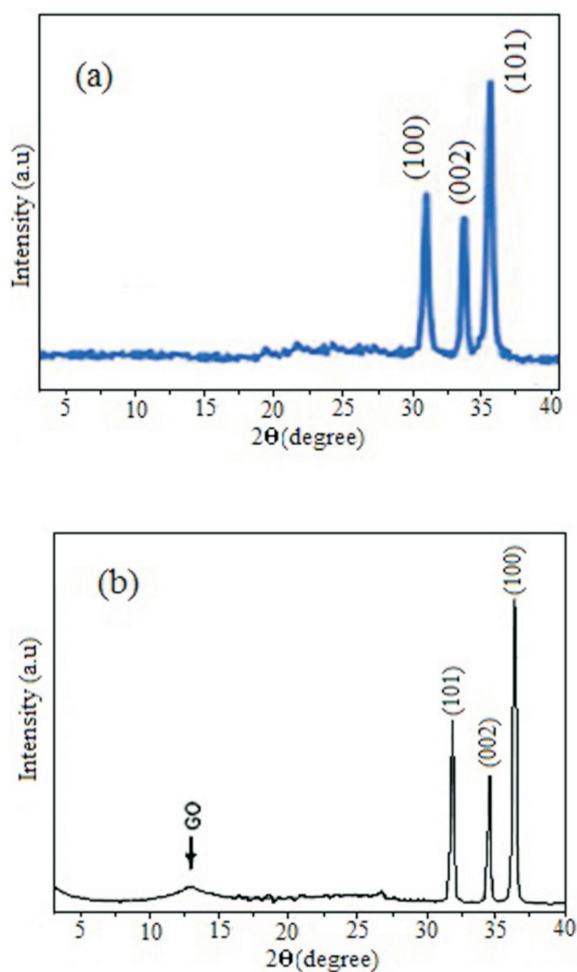 (a)
(100)
(002)
(101)
Intensity (a.u)
5 10 15 20 25 30 35 40
2Θ(degree)
(b)
GO
(101)
(002)
(100)
Intensity (a.u)
5 10 15 20 25 30 35 40
2Θ(degree)